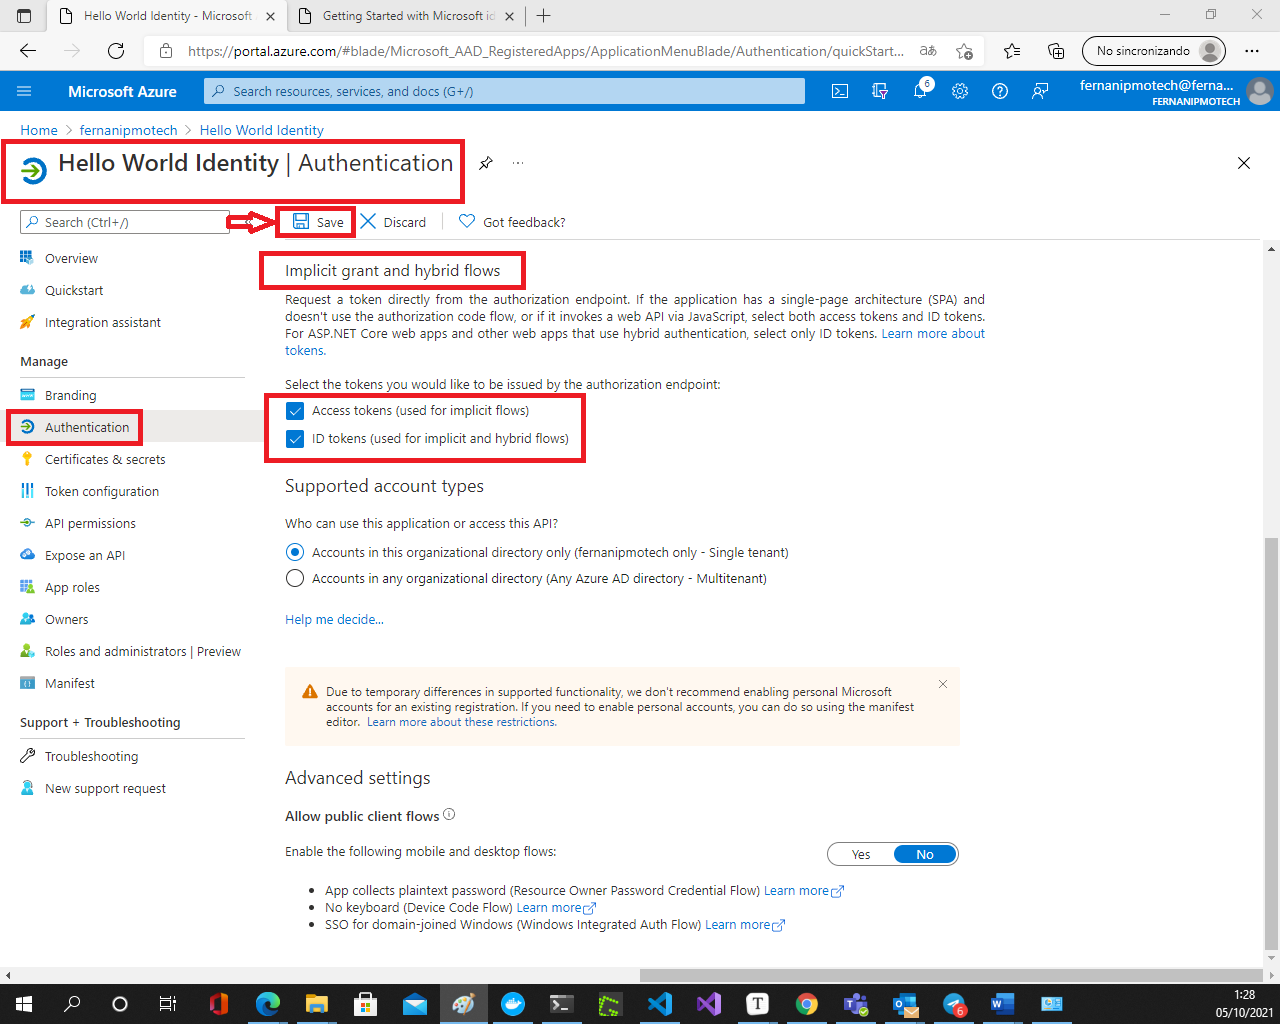 Hello World Identity - Microsoft
Getting Started with Microsoft id
https://portal.azure.com/#blade/Microsoft_AAD_RegisteredApps/ApplicationMenuBlade/Authentication/quickStart...
aあ
No sincronizando
Microsoft Azure
Search resources, services, and docs (G+/)
6
fernanipmotech@ferna...
FERNANIPMOTECH
Home > fernanipmotech > Hello World Identity
Hello World Identity | Authentication
Search (Ctrl+/)
Save
Discard
Got feedback?
Overview
Quickstart
Integration assistant
Manage
Branding
Authentication
Certificates & secrets
Token configuration
API permissions
Expose an API
App roles
Owners
Roles and administrators | Preview
Manifest
Support + Troubleshooting
Troubleshooting
New support request
Implicit grant and hybrid flows
Request a token directly from the authorization endpoint. If the application has a single-page architecture (SPA) and
doesn't use the authorization code flow, or if it invokes a web API via JavaScript, select both access tokens and ID tokens.
For ASP.NET Core web apps and other web apps that use hybrid authentication, select only ID tokens. Learn more about
tokens.
Select the tokens you would like to be issued by the authorization endpoint:
Access tokens (used for implicit flows)
ID tokens (used for implicit and hybrid flows)
Supported account types
Who can use this application or access this API?
Accounts in this organizational directory only (fernanipmotech only - Single tenant)
Accounts in any organizational directory (Any Azure AD directory - Multitenant)
Help me decide...
Due to temporary differences in supported functionality, we don't recommend enabling personal Microsoft
accounts for an existing registration. If you need to enable personal accounts, you can do so using the manifest
editor. Learn more about these restrictions.
Advanced settings
Allow public client flows
Enable the following mobile and desktop flows:
Yes
No
• App collects plaintext password (Resource Owner Password Credential Flow) Learn more
• No keyboard (Device Code Flow) Learn more
• SSO for domain-joined Windows (Windows Integrated Auth Flow) Learn more
T
6
1:28
05/10/2021